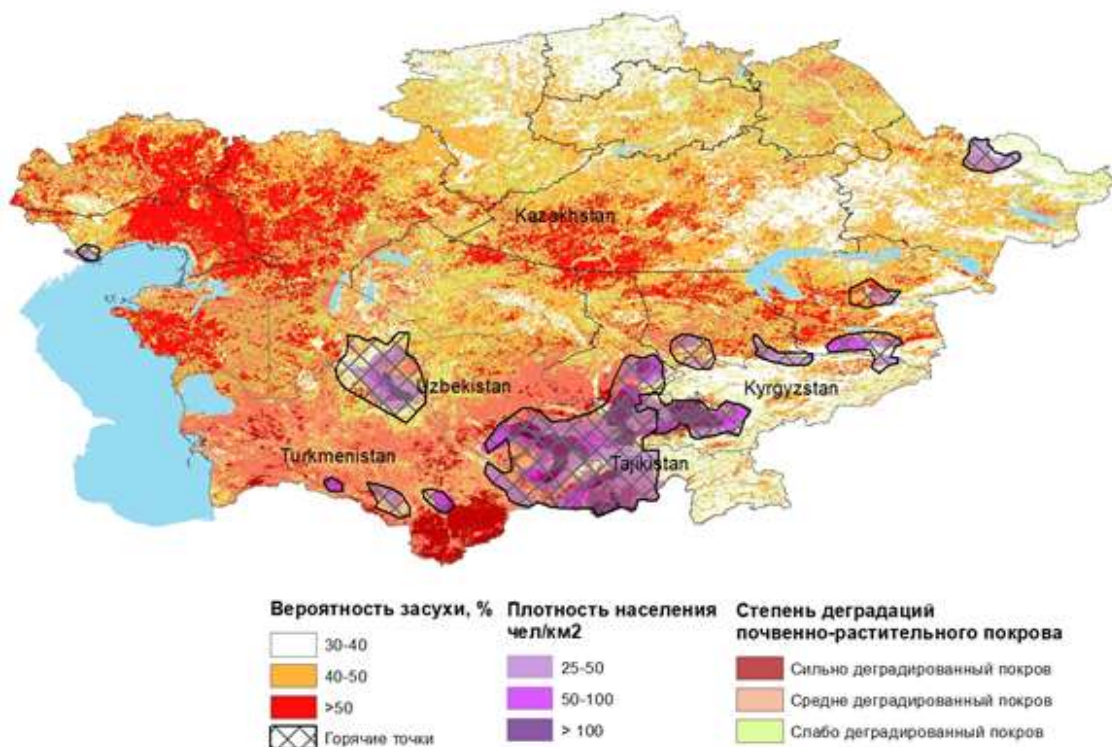 Kazakhstan
Uzbekistan
Kyrgyzstan
Turkmenistan
Tajikistan
Вероятность засухи, %
30-40
40-50
>50
Горячие точки
Плотность населения
чел/км2
25-50
50-100
> 100
Степень деградаций
почвенно-растительного покрова
Сильно деградированный покров
Средне деградированный покров
Слабо деградированный покров